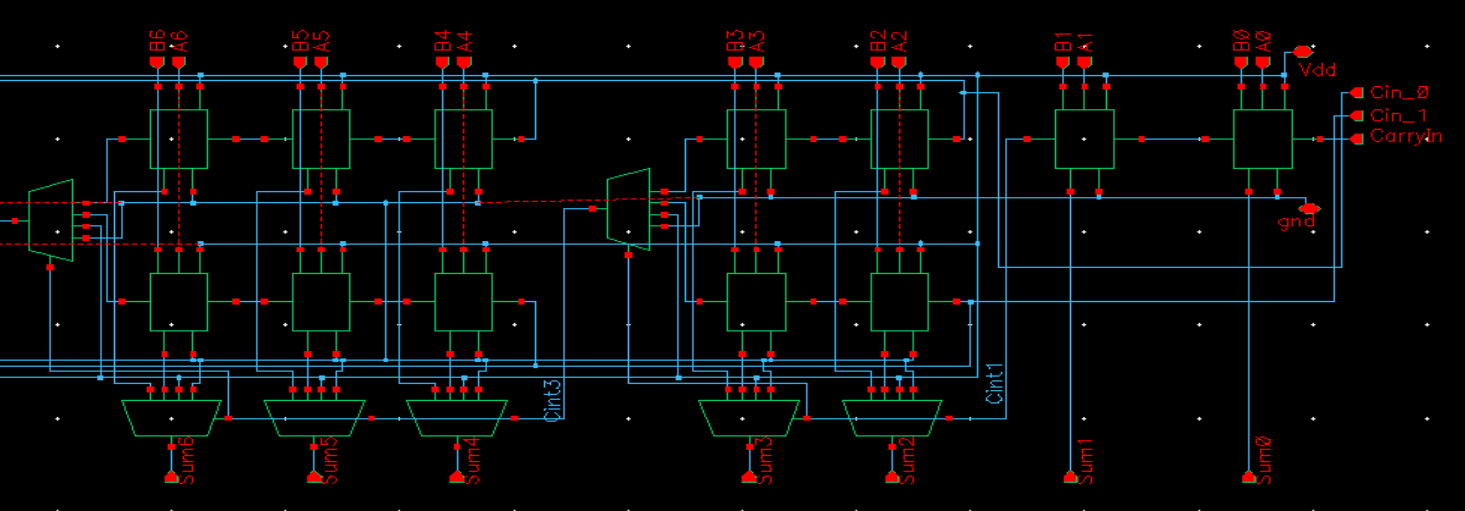 B6 A6 B5 A5 B4 A4 B3 A3 B2 A2 B1 A1 B0 A0
Vdd
Cin_0
Cin_1
CarryIn
gnd
Cint3 Cint1
Sum6 Sum5 Sum4 Sum3 Sum2 Sum1 Sum0